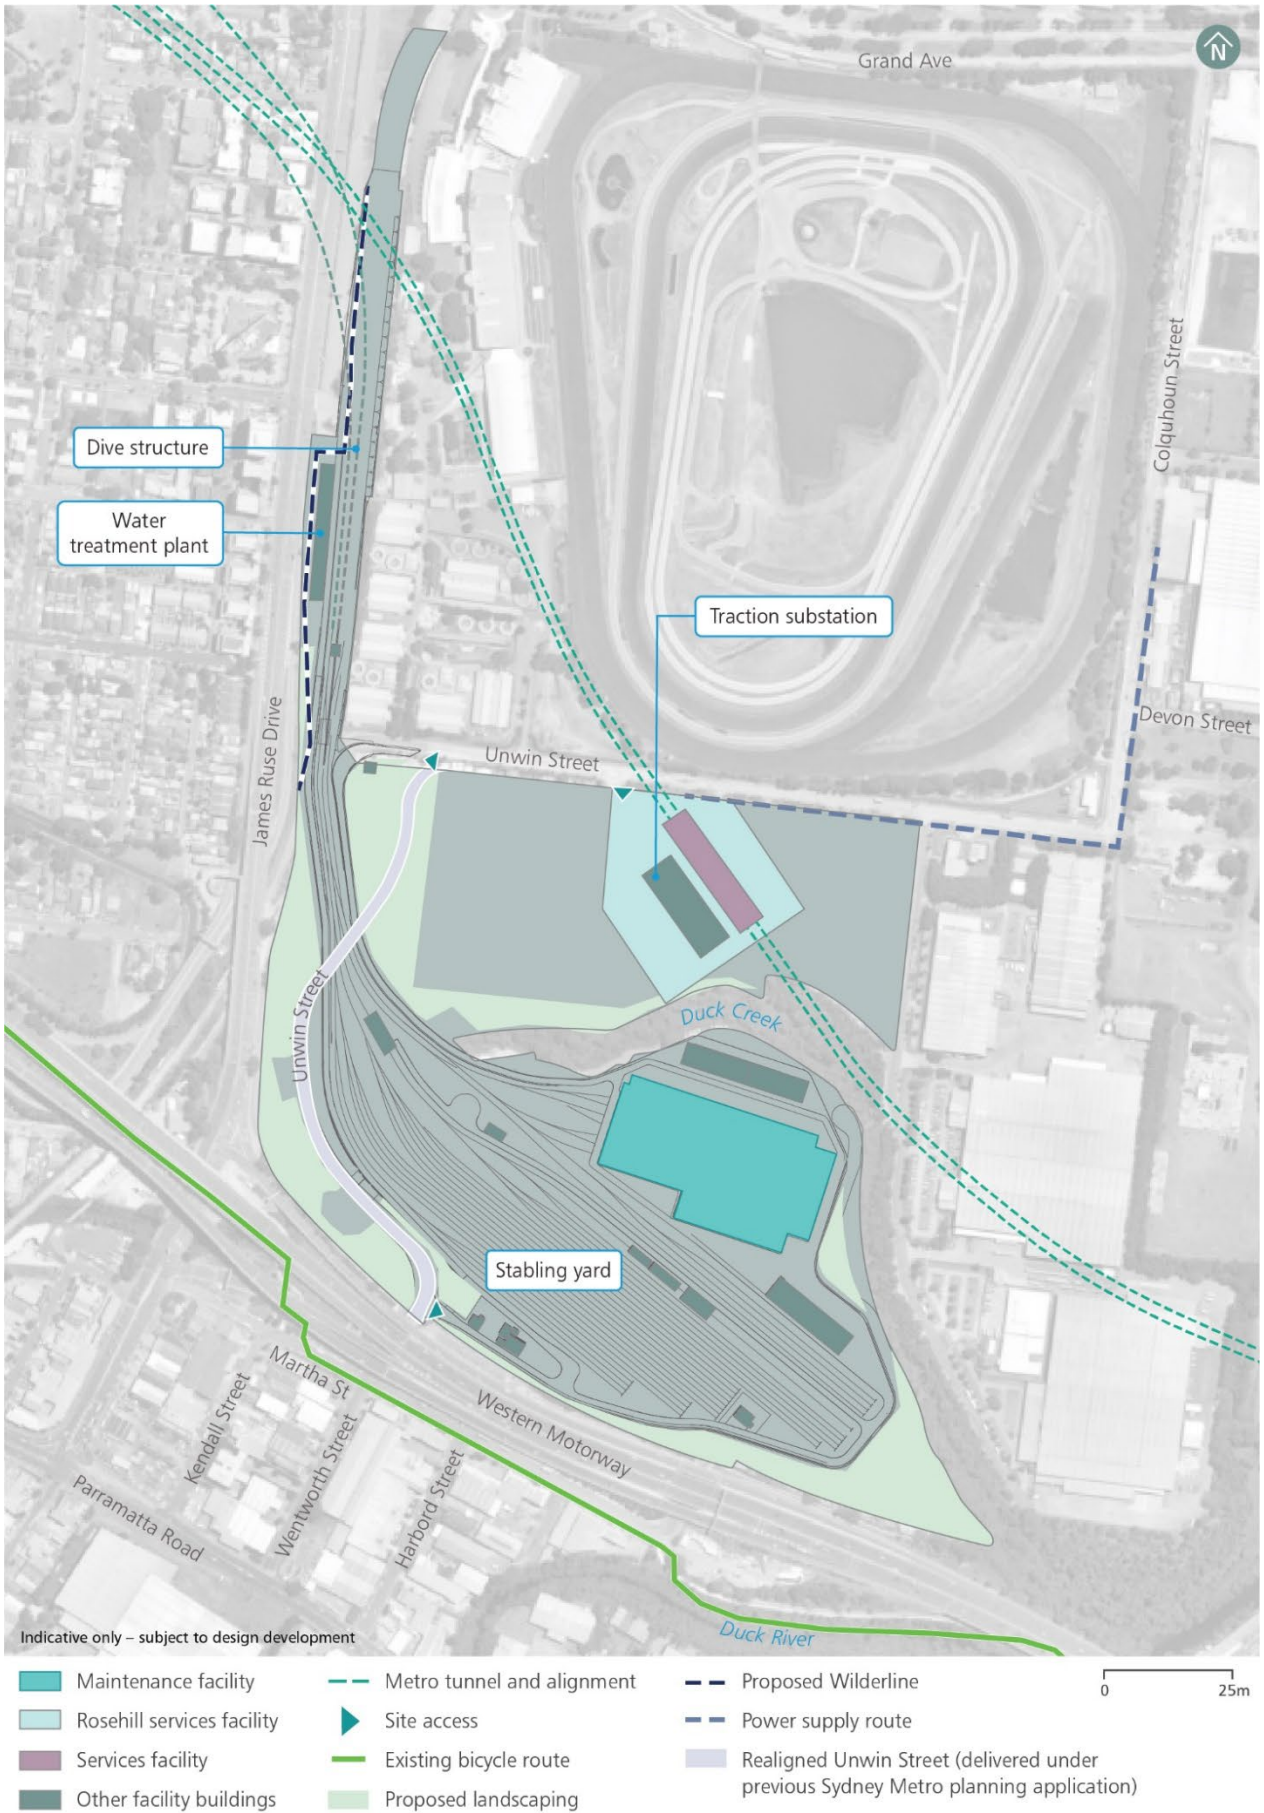 N
Grand Ave
Colquhoun Street
Dive structure
Water
treatment plant
Traction substation
James Ruse Drive
Devon Street
Unwin Street
Unwin Street
Duck Creek
Stabling yard
Martha St
Western Motorway
Kendall Street
Wentworth Street
Harbord Street
Parramatta Road
Duck River
Indicative only – subject to design development
Maintenance facility
Rosehill services facility
Services facility
Other facility buildings
Metro tunnel and alignment
Site access
Existing bicycle route
Proposed landscaping
Proposed Wilderline
Power supply route
Realigned Unwin Street (delivered under
previous Sydney Metro planning application)
0 25m